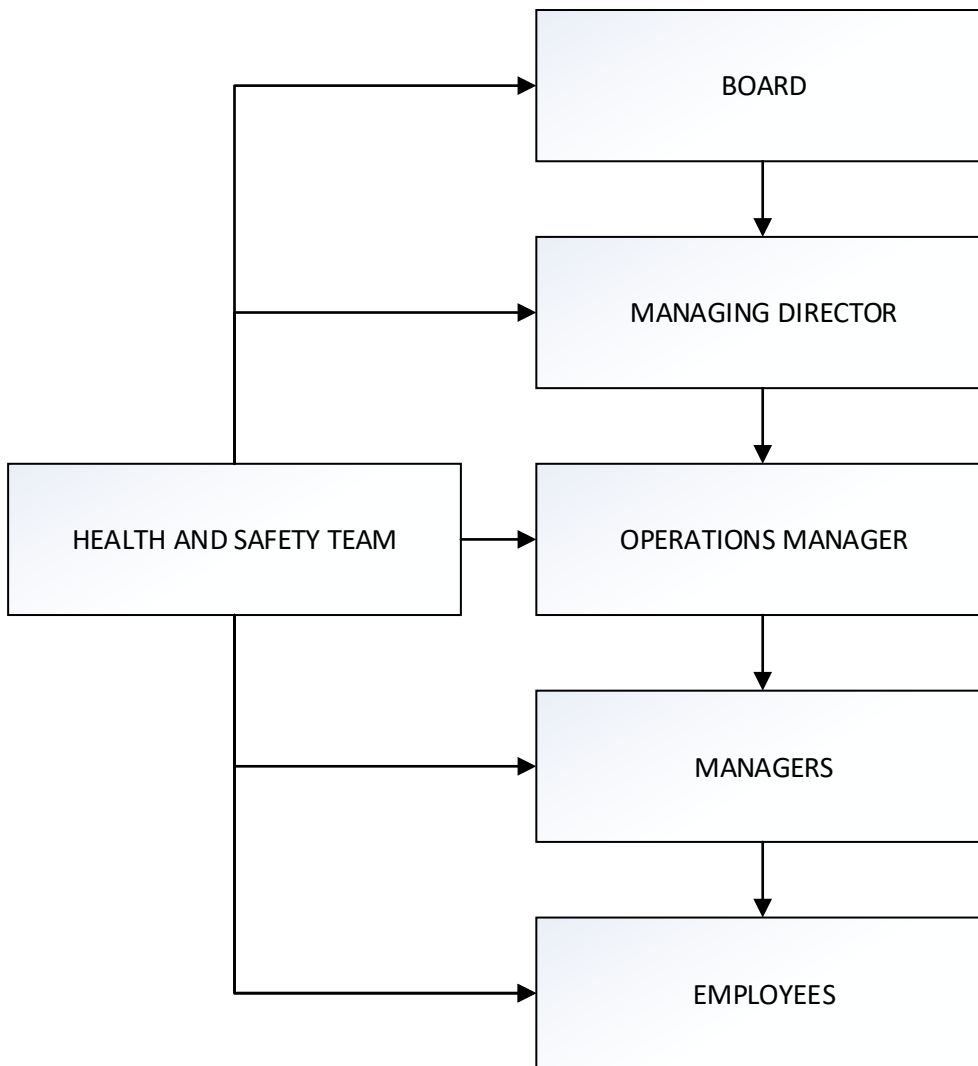 BOARD
MANAGING DIRECTOR
HEALTH AND SAFETY TEAM
OPERATIONS MANAGER
MANAGERS
EMPLOYEES